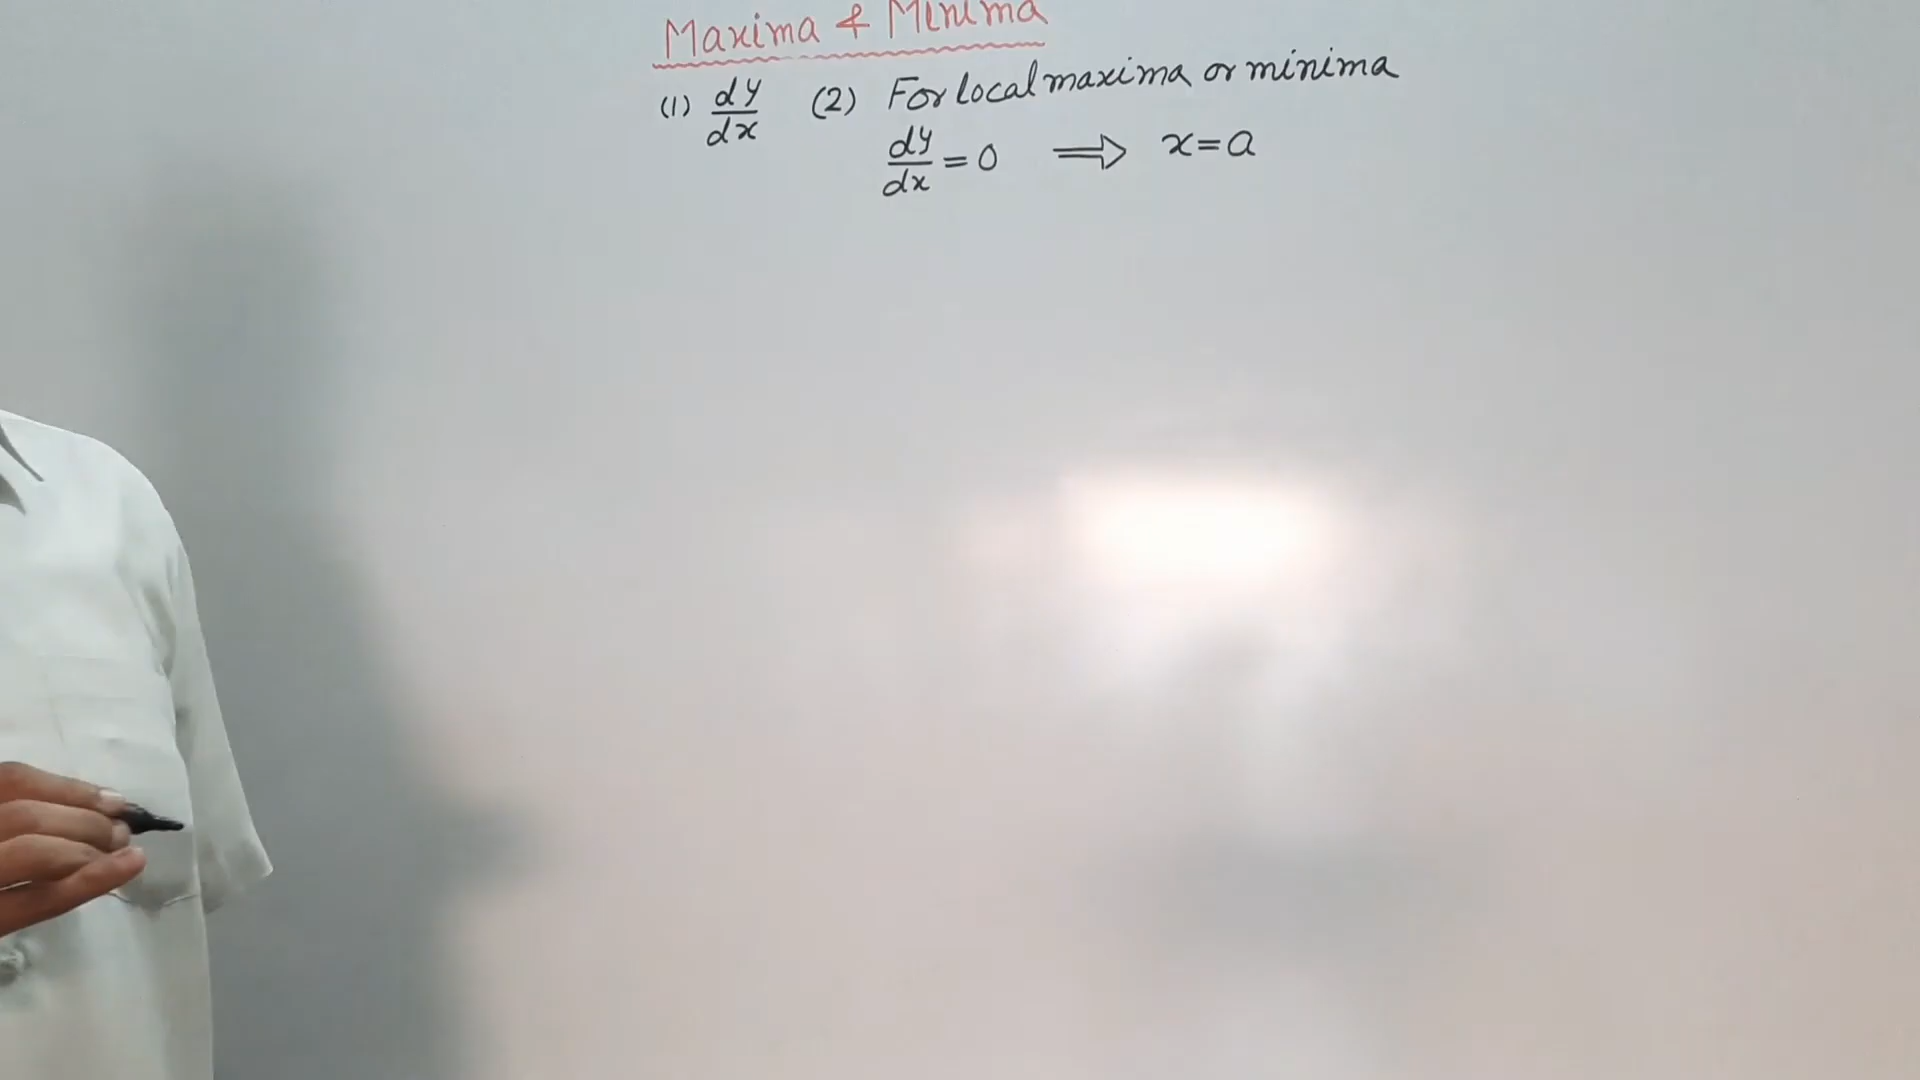 Maxima & Minima
(1) dy/dx (2) For local maxima or minima
dy/dx = 0 ⟹ x = a